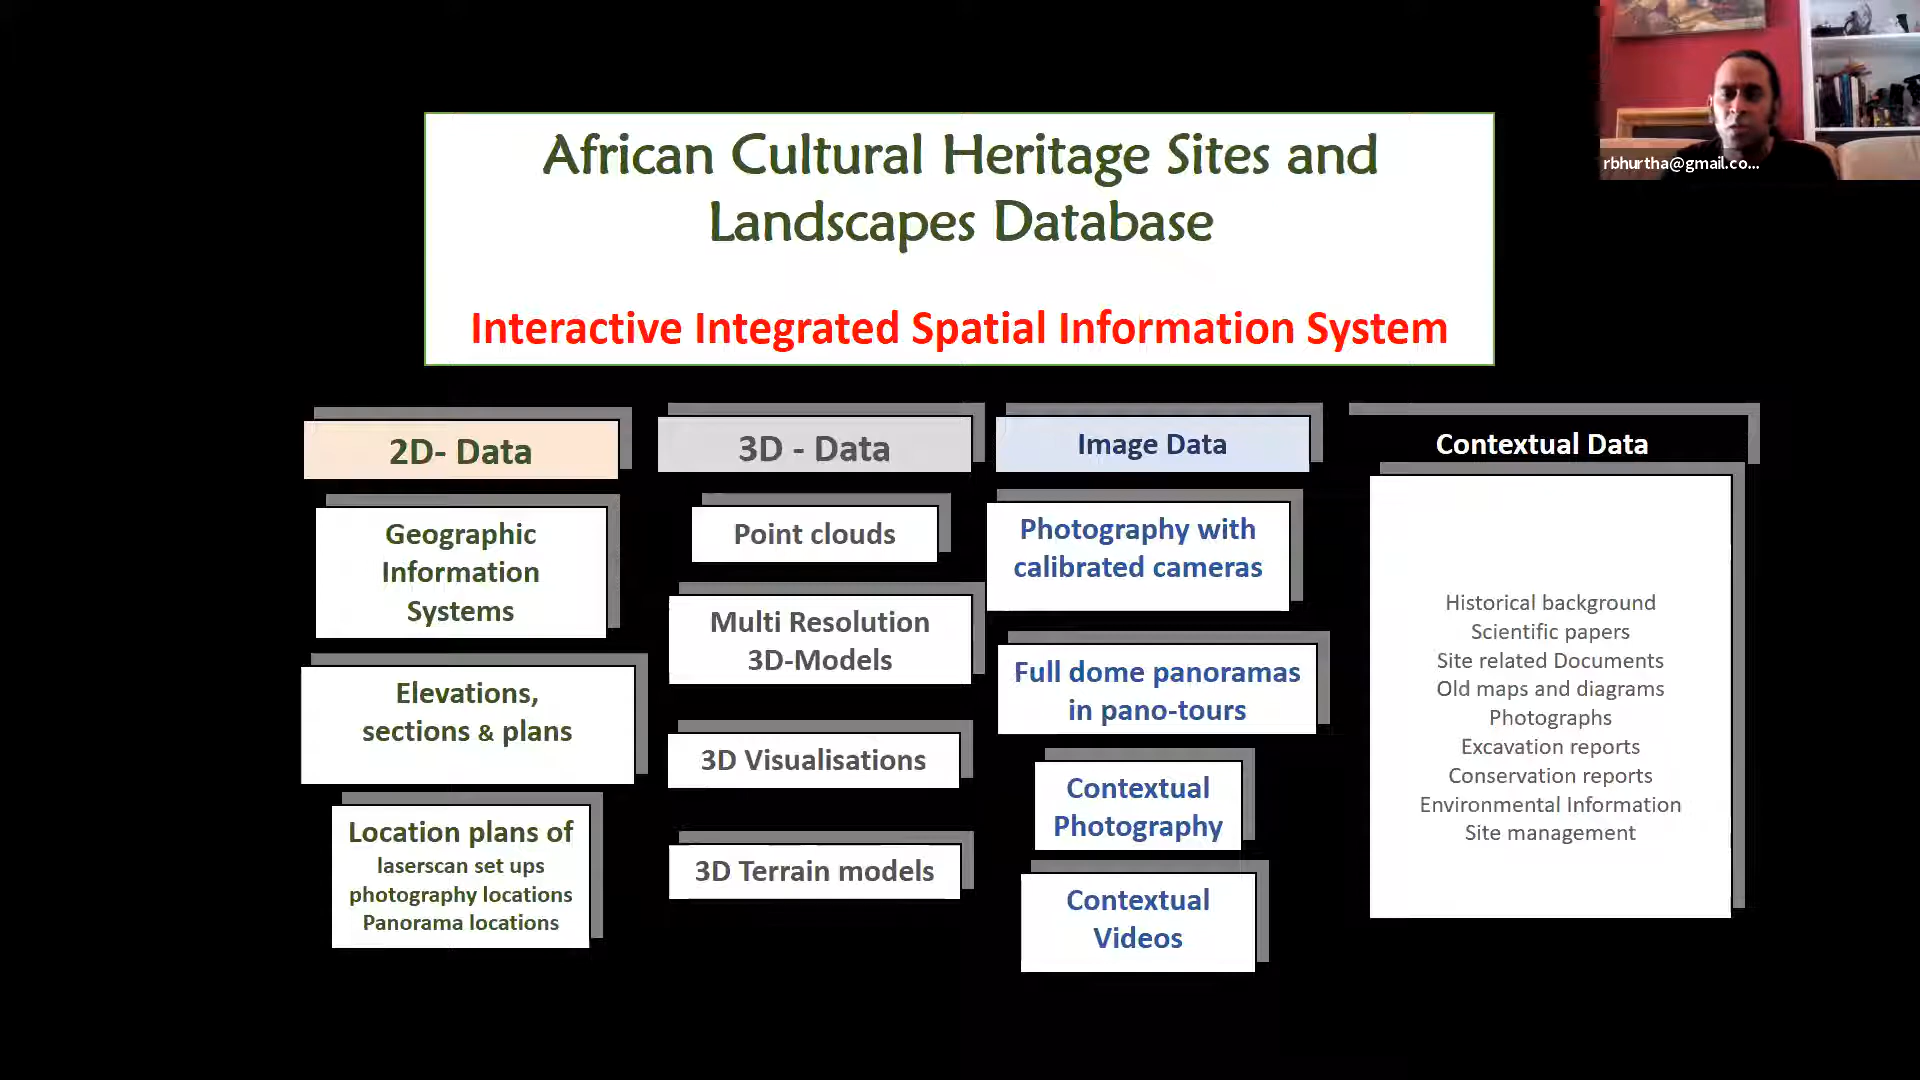 African Cultural Heritage Sites and
Landscapes Database
Interactive Integrated Spatial Information System
rbhurtha@gmail.co...
2D- Data
Geographic
Information
Systems
Elevations,
sections & plans
Location plans of
laserscan set ups
photography locations
Panorama locations
3D - Data
Point clouds
Multi Resolution
3D-Models
3D Visualisations
3D Terrain models
Image Data
Photography with
calibrated cameras
Full dome panoramas
in pano-tours
Contextual
Photography
Contextual
Videos
Contextual Data
Historical background
Scientific papers
Site related Documents
Old maps and diagrams
Photographs
Excavation reports
Conservation reports
Environmental Information
Site management